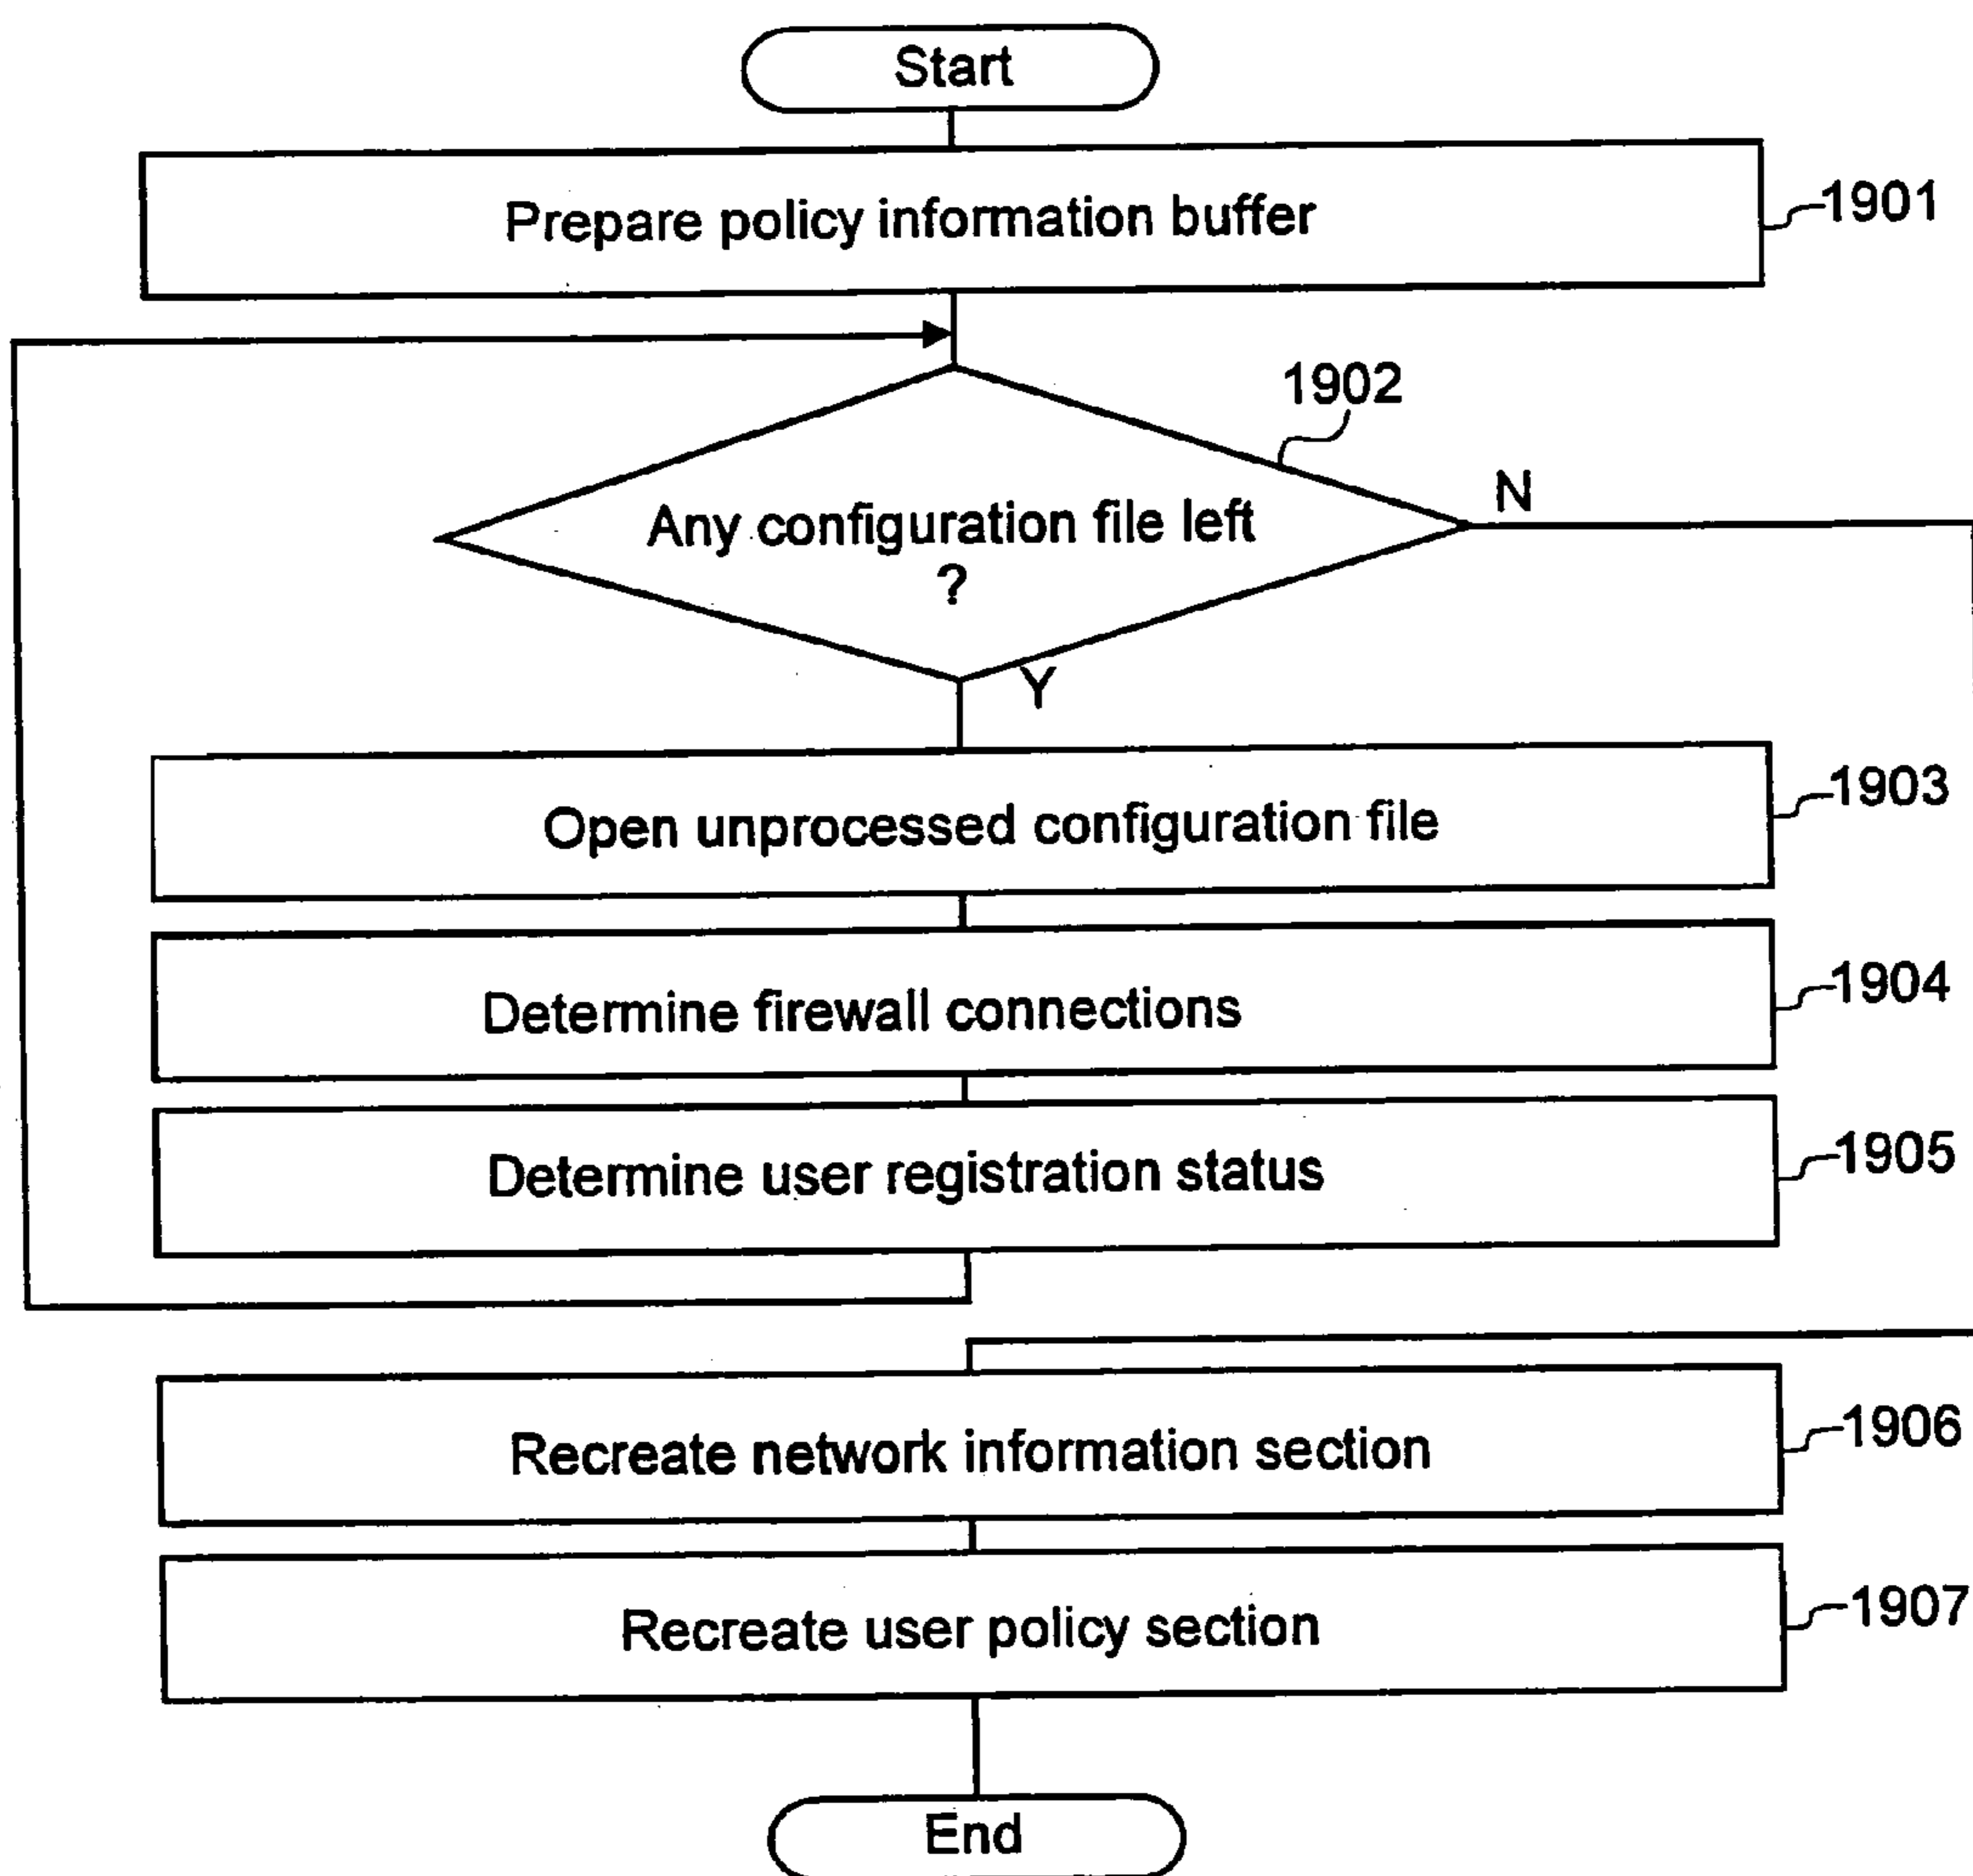 Start
Prepare policy information buffer
1901
1902
Any configuration file left
?
N
Y
Open unprocessed configuration file
1903
Determine firewall connections
1904
Determine user registration status
1905
Recreate network information section
1906
Recreate user policy section
1907
End